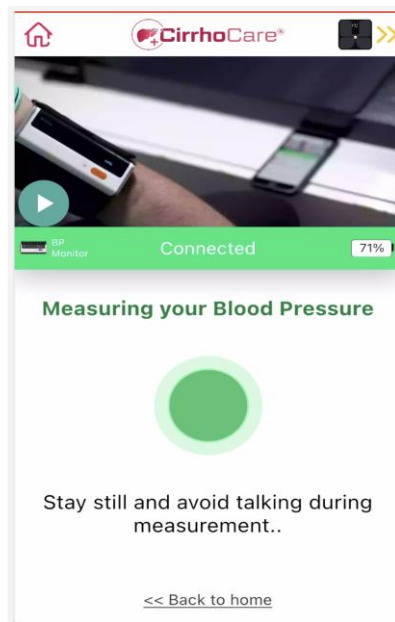 CirrhoCare®
BP
Monitor
Connected
71%
Measuring your Blood Pressure
Stay still and avoid talking during
measurement..
<< Back to home